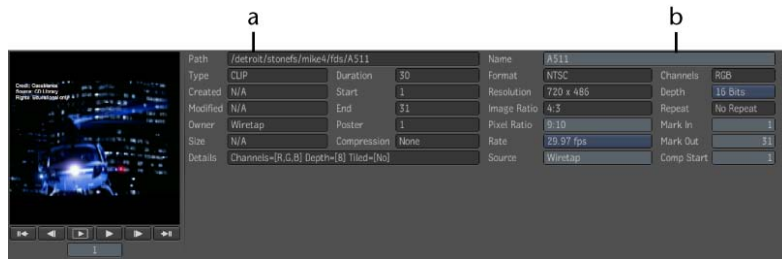 a
b
Credit: Gasolineke
Source: CD Library
Path /detroit/stonefs/mike4/fds/A511 Name A511
Type CLIP Duration 30 Format NTSC Channels RGB
Created N/A Start 1 Resolution 720 x 486 Depth 16 Bits
Modified N/A End 31 Image Ratio 4:3 Repeat No Repeat
Owner Wiretap Poster 1 Pixel Ratio 9:10 Mark In 1
Size N/A Compression None Rate 29.97 fps Mark Out 31
Details Channels=[R,G,B] Depth=[8] Tiled=[No] Source Wiretap Comp Start 1
1